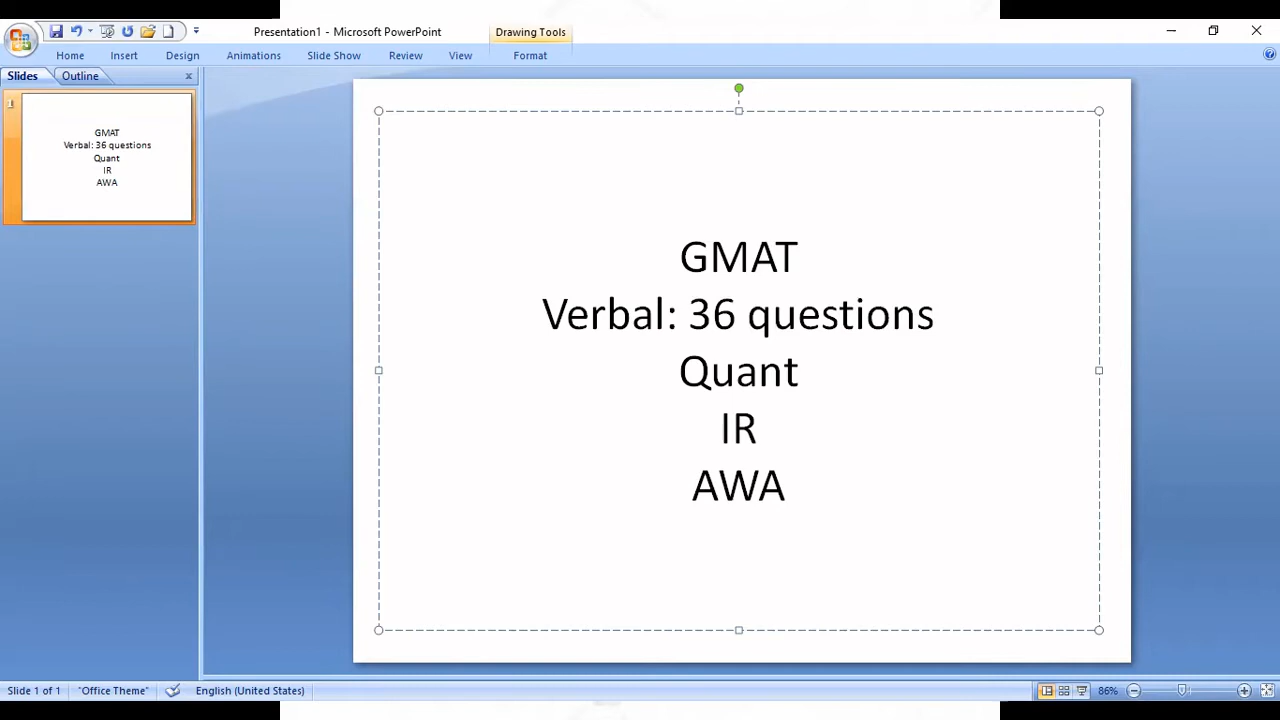 Presentation1 - Microsoft PowerPoint
Drawing Tools
Home
Insert
Design
Animations
Slide Show
Review
View
Format
Slides
Outline
1
GMAT
Verbal: 36 questions
Quant
IR
AWA
GMAT
Verbal: 36 questions
Quant
IR
AWA
Slide 1 of 1
"Office Theme"
English (United States)
86%